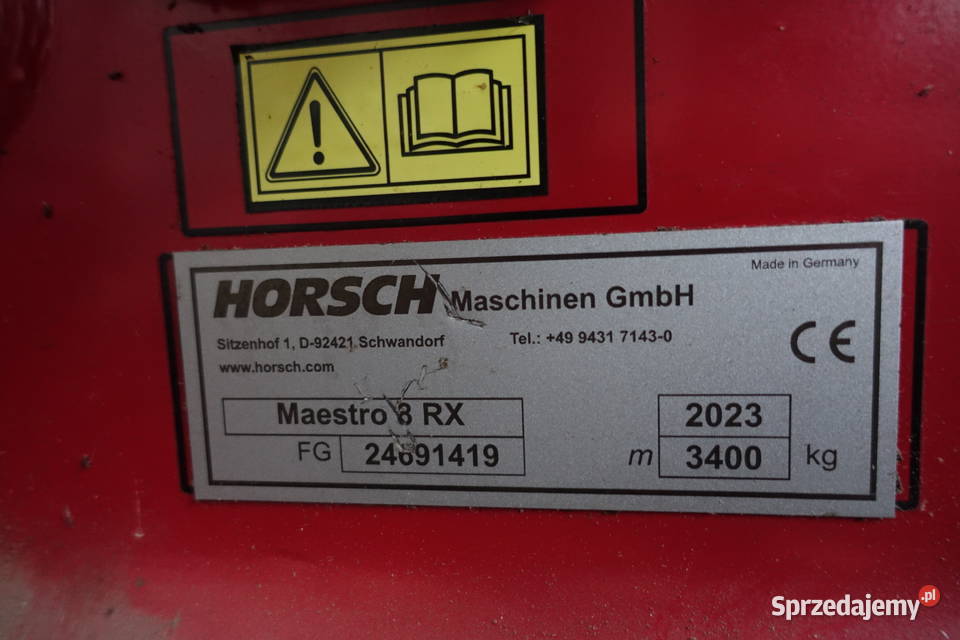 Made in Germany
HORSCH Maschinen GmbH
Sitzenhof 1, D-92421 Schwandorf Tel.: +49 9431 7143-0
www.horsch.com
CE
Maestro 8 RX 2023
FG 24691419 m 3400 kg
Sprzedajemy.pl